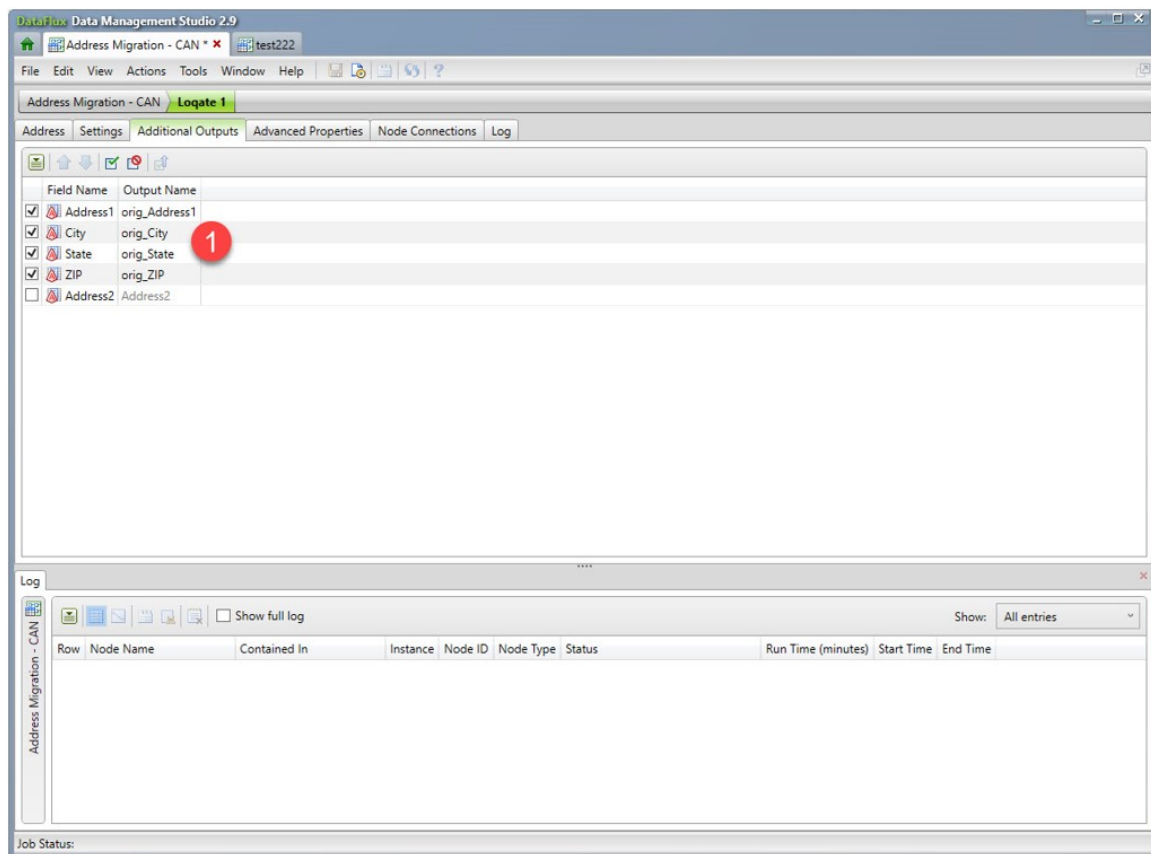 DataFlux Data Management Studio 2.9
Address Migration - CAN * test222
File Edit View Actions Tools Window Help
Address Migration - CAN Loqate 1
Address Settings Additional Outputs Advanced Properties Node Connections Log
Field Name Output Name
Address1 orig_Address1
City orig_City
1
State orig_State
ZIP orig_ZIP
Address2 Address2
Log
Show full log Show: All entries
Row Node Name Contained In Instance Node ID Node Type Status Run Time (minutes) Start Time End Time
Address Migration - CAN
Job Status: